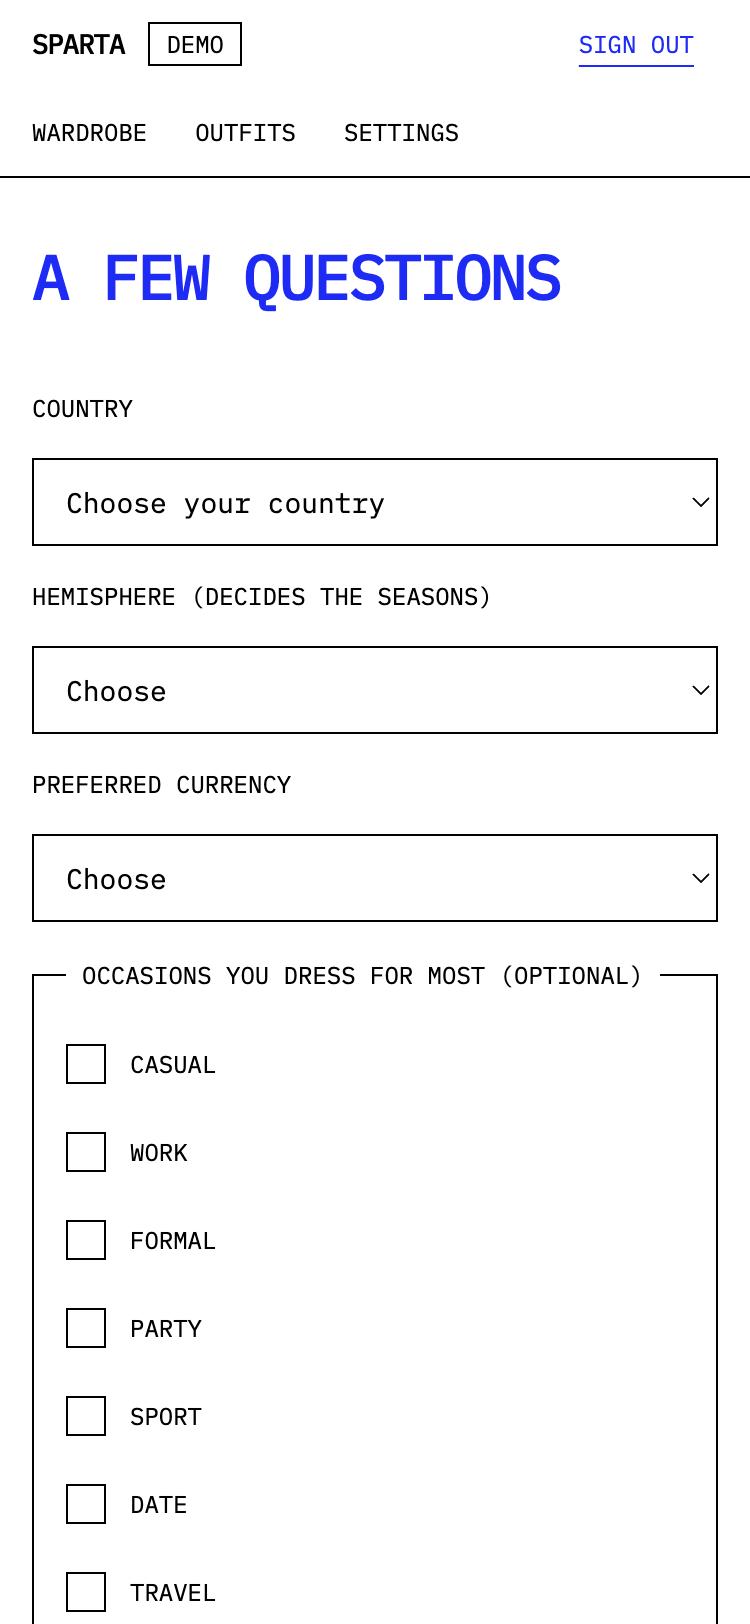 SPARTA DEMO SIGN OUT
WARDROBE OUTFITS SETTINGS
A FEW QUESTIONS
COUNTRY
Choose your country
HEMISPHERE (DECIDES THE SEASONS)
Choose
PREFERRED CURRENCY
Choose
OCCASIONS YOU DRESS FOR MOST (OPTIONAL)
CASUAL
WORK
FORMAL
PARTY
SPORT
DATE
TRAVEL